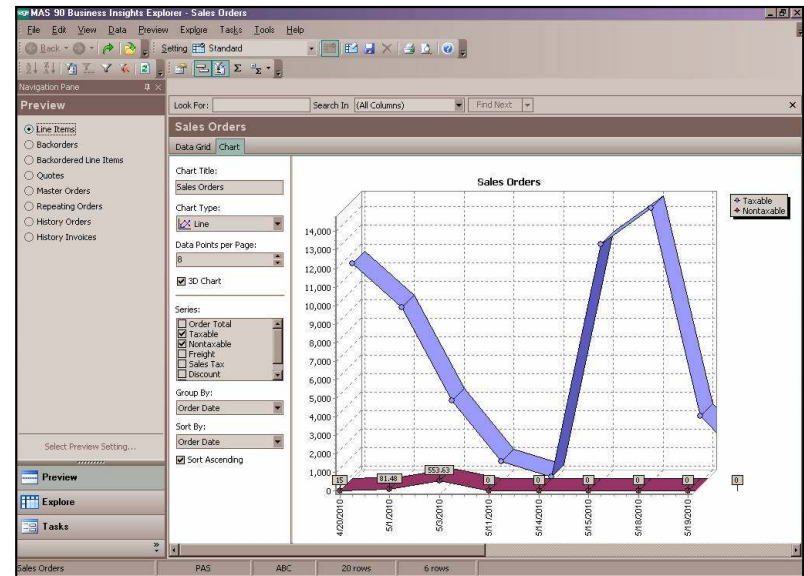 sage MAS 90 Business Insights Explorer - Sales Orders
File Edit View Data Preview Explore Tasks Tools Help
Back Setting Standard
Navigation Pane
Preview
Line Items
Backorders
Backordered Line Items
Quotes
Master Orders
Repeating Orders
History Orders
History Invoices
Select Preview Setting...
Preview
Explore
Tasks
Look For: Search In (All Columns) Find Next
Sales Orders
Data Grid Chart
Chart Title:
Sales Orders
Chart Type:
Line
Data Points per Page:
8
3D Chart
Series:
Order Total
Taxable
Nontaxable
Freight
Sales Tax
Discount
Group By:
Order Date
Sort By:
Order Date
Sort Ascending
Sales Orders
Taxable
Nontaxable
14,000
13,000
12,000
11,000
10,000
9,000
8,000
7,000
6,000
5,000
4,000
3,000
2,000
1,000
0
15 81.48 553.63 0 0 0 0 0 0
4/20/2010 5/1/2010 5/3/2010 5/11/2010 5/14/2010 5/15/2010 5/18/2010 5/19/2010
Sales Orders PAS ABC 20 rows 6 rows